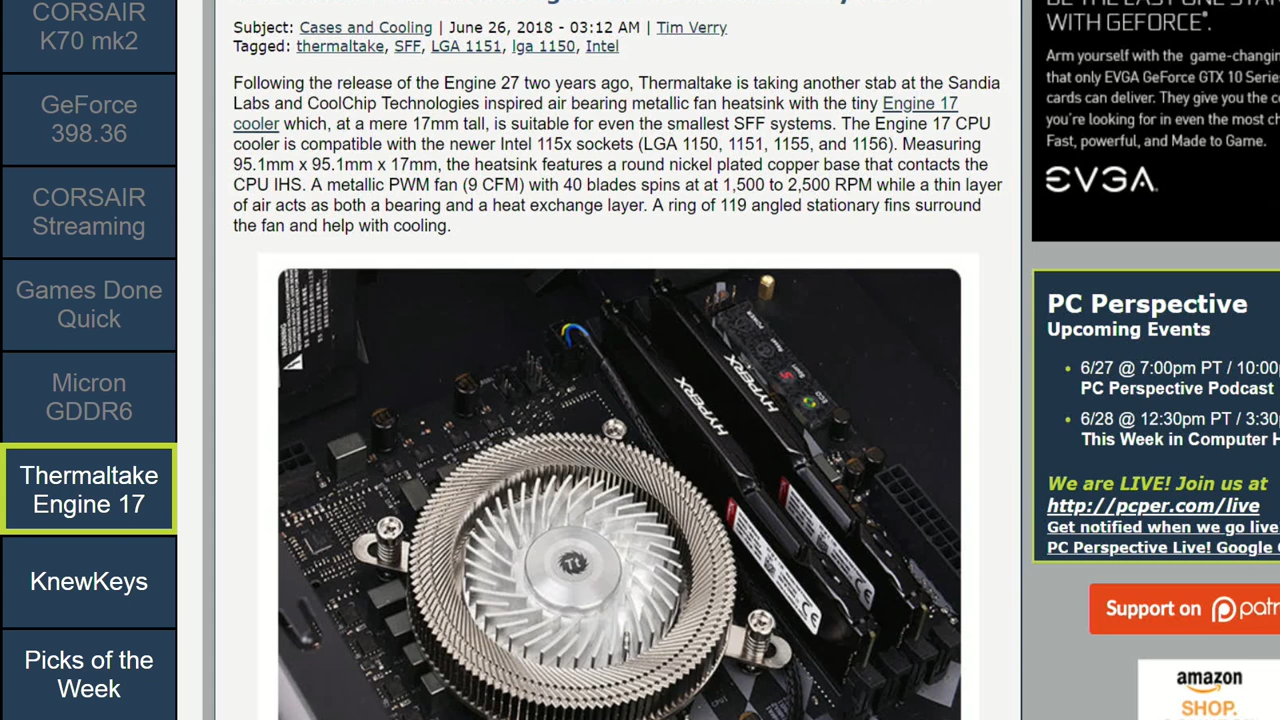 CORSAIR
K70 mk2
GeForce
398.36
CORSAIR
Streaming
Games Done
Quick
Micron
GDDR6
Thermaltake
Engine 17
KnewKeys
Picks of the
Week
Subject: Cases and Cooling | June 26, 2018 - 03:12 AM | Tim Verry
Tagged: thermaltake, SFF, LGA 1151, lga 1150, Intel
Following the release of the Engine 27 two years ago, Thermaltake is taking another stab at the Sandia
Labs and CoolChip Technologies inspired air bearing metallic fan heatsink with the tiny Engine 17
cooler which, at a mere 17mm tall, is suitable for even the smallest SFF systems. The Engine 17 CPU
cooler is compatible with the newer Intel 115x sockets (LGA 1150, 1151, 1155, and 1156). Measuring
95.1mm x 95.1mm x 17mm, the heatsink features a round nickel plated copper base that contacts the
CPU IHS. A metallic PWM fan (9 CFM) with 40 blades spins at at 1,500 to 2,500 RPM while a thin layer
of air acts as both a bearing and a heat exchange layer. A ring of 119 angled stationary fins surround
the fan and help with cooling.
HYPERX
HYPERX
WITH GEFORCE®.
Arm yourself with the game-changin
that only EVGA GeForce GTX 10 Serie
cards can deliver. They give you the co
you're looking for in even the most ch
Fast, powerful, and Made to Game.
EVGA.
PC Perspective
Upcoming Events
• 6/27 @ 7:00pm PT / 10:00
PC Perspective Podcast
• 6/28 @ 12:30pm PT / 3:30
This Week in Computer H
We are LIVE! Join us at
http://pcper.com/live
Get notified when we go live
PC Perspective Live! Google
Support on patr
amazon
SHOP.